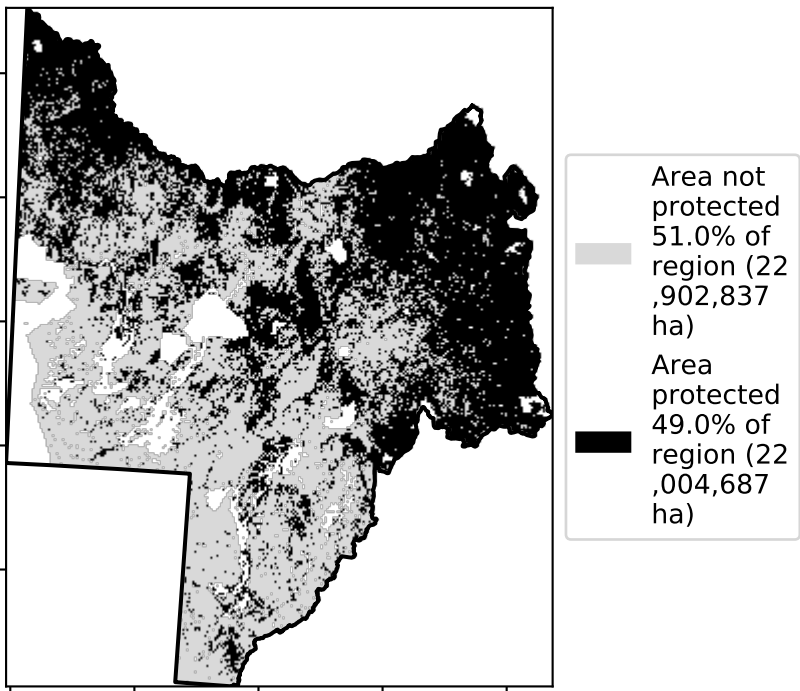 Area not
protected
51.0% of
region (22
,902,837
ha)
Area
protected
49.0% of
region (22
,004,687
ha)